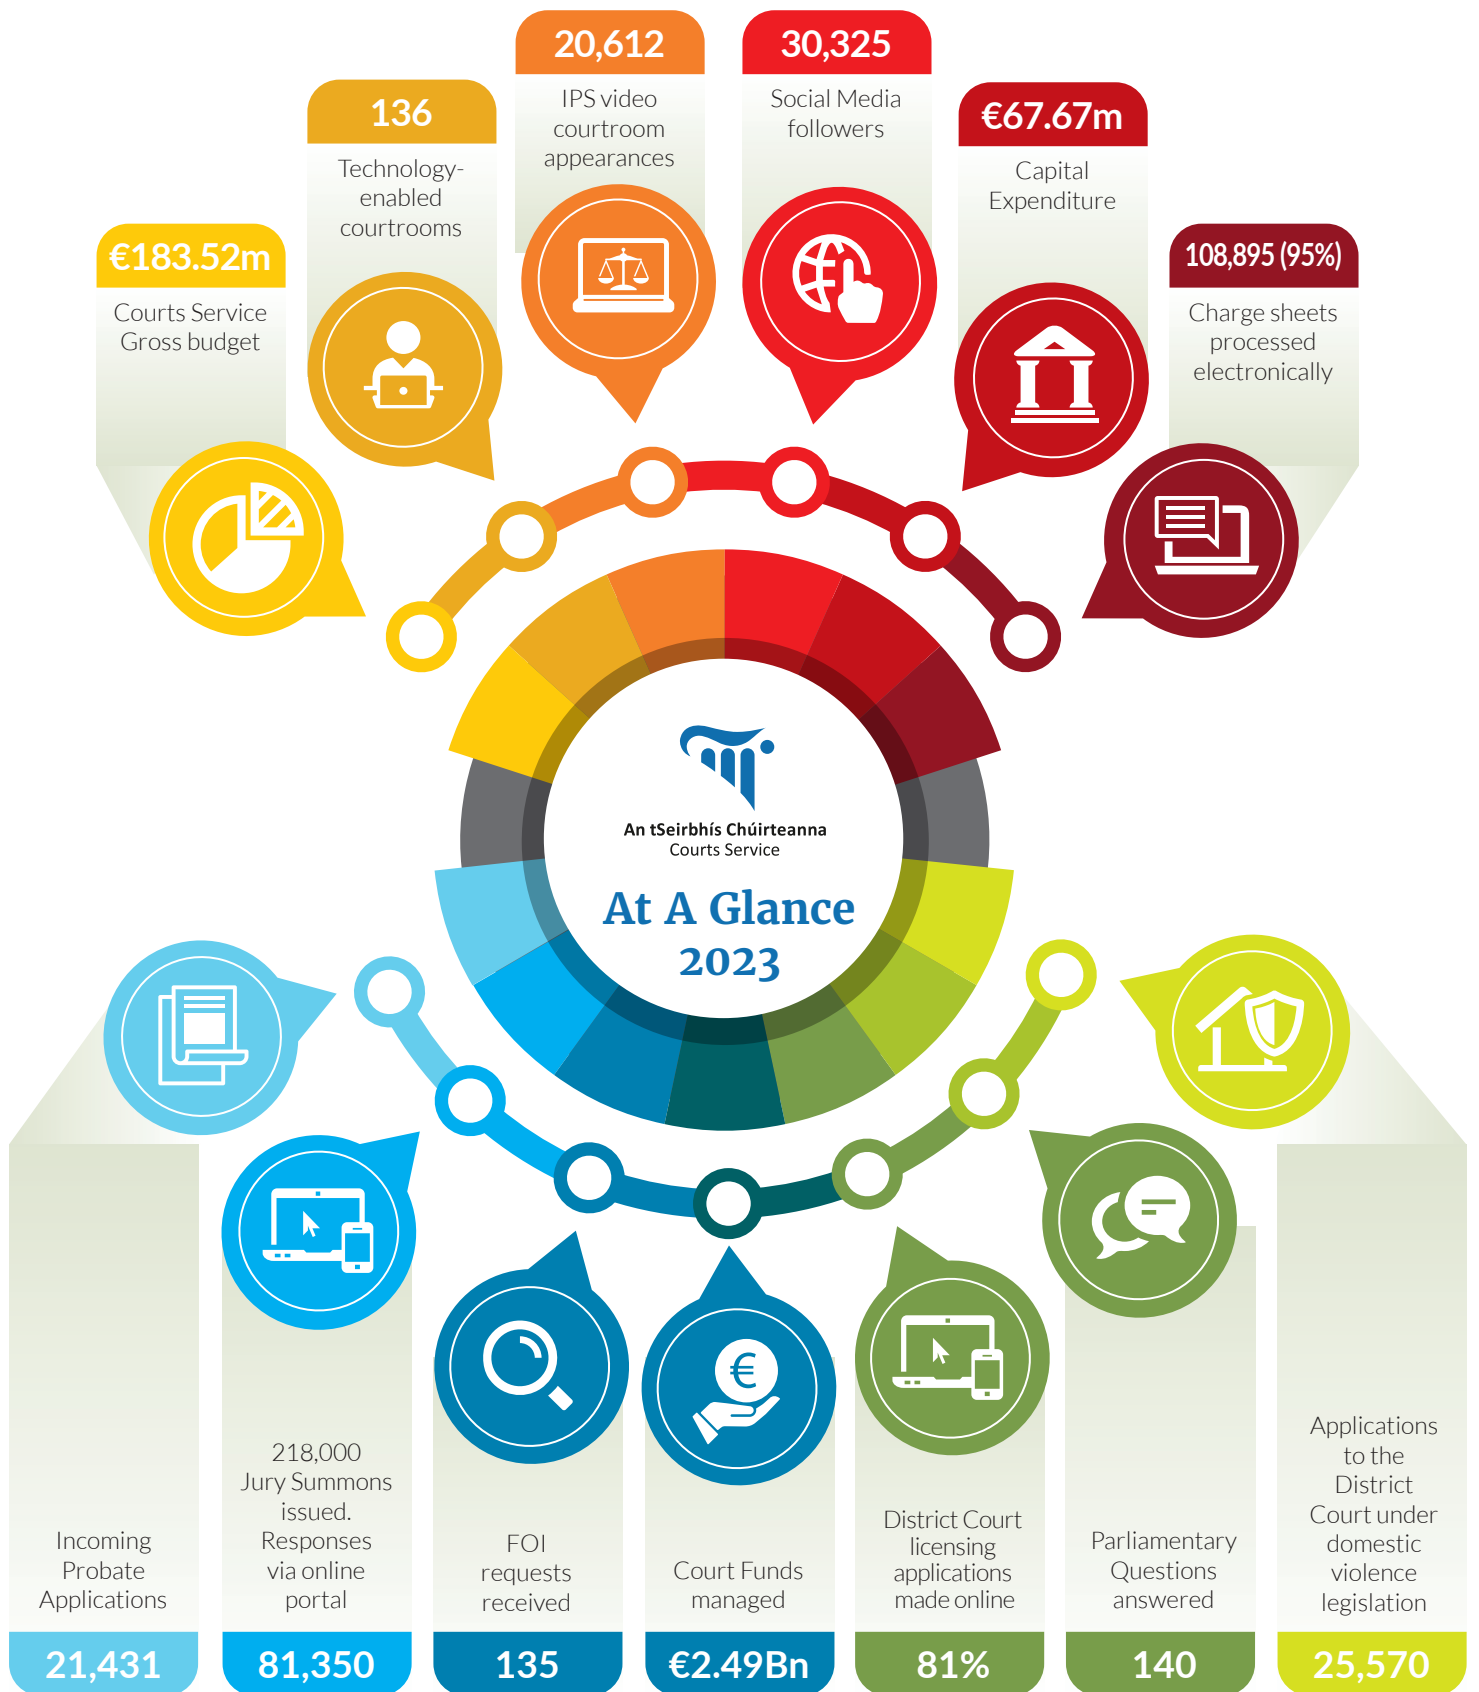 €183.52m
Courts Service
Gross budget
136
Technology-
enabled
courtrooms
20,612
IPS video
courtroom
appearances
30,325
Social Media
followers
€67.67m
Capital
Expenditure
108,895 (95%)
Charge sheets
processed
electronically
An tSeirbhís Chúirteanna
Courts Service
At A Glance
2023
Incoming
Probate
Applications
21,431
218,000
Jury Summons
issued.
Responses
via online
portal
81,350
FOI
requests
received
135
€
Court Funds
managed
€2.49Bn
District Court
licensing
applications
made online
81%
Parliamentary
Questions
answered
140
Applications
to the
District
Court under
domestic
violence
legislation
25,570